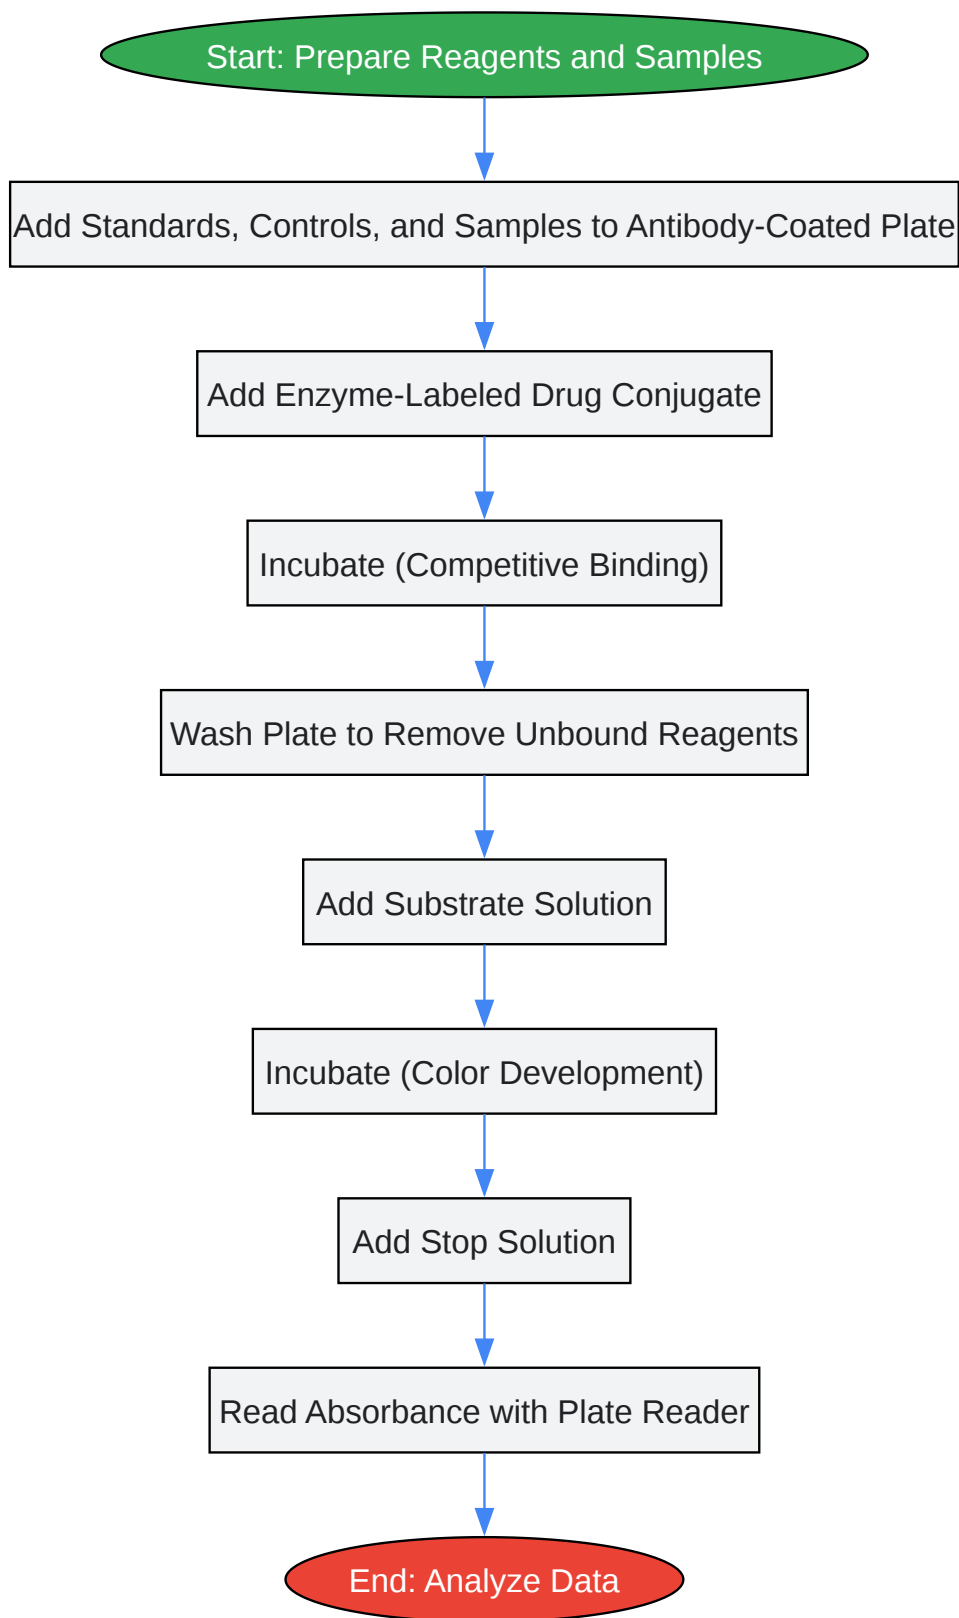 Start: Prepare Reagents and Samples
Add Standards, Controls, and Samples to Antibody-Coated Plate
Add Enzyme-Labeled Drug Conjugate
Incubate (Competitive Binding)
Wash Plate to Remove Unbound Reagents
Add Substrate Solution
Incubate (Color Development)
Add Stop Solution
Read Absorbance with Plate Reader
End: Analyze Data